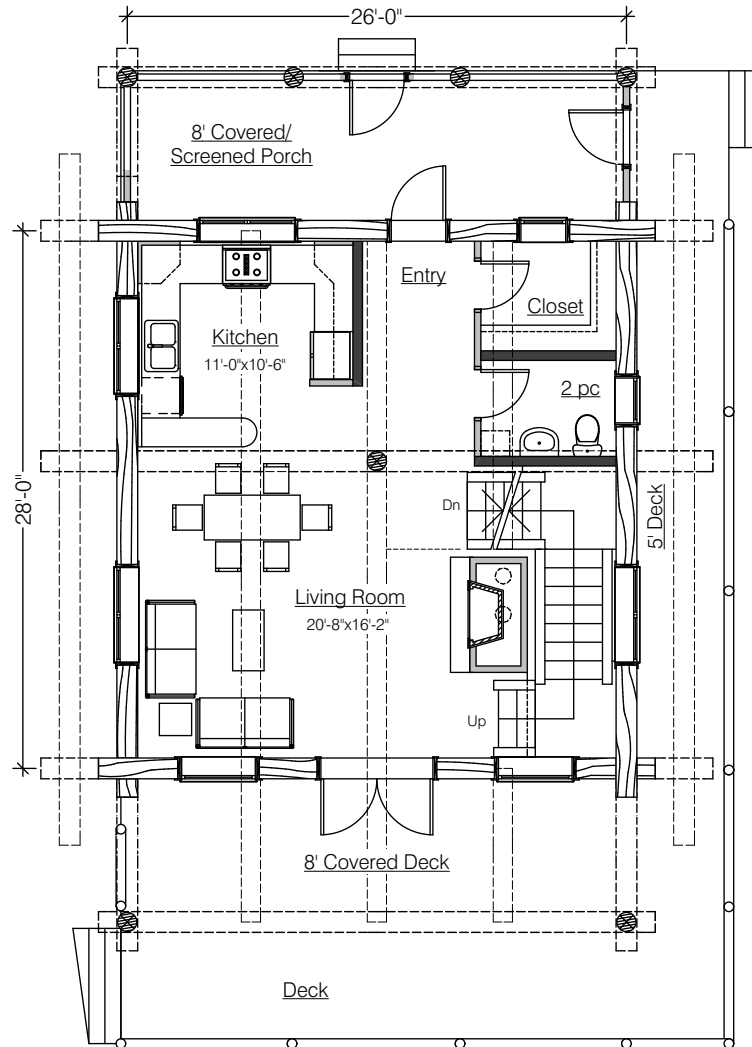 26'-0"
8' Covered/
Screened Porch
Entry
Closet
Kitchen
11'-0"x10'-6"
2 pc
28'-0"
Dn
5' Deck
Living Room
20'-8"x16'-2"
Up
8' Covered Deck
Deck